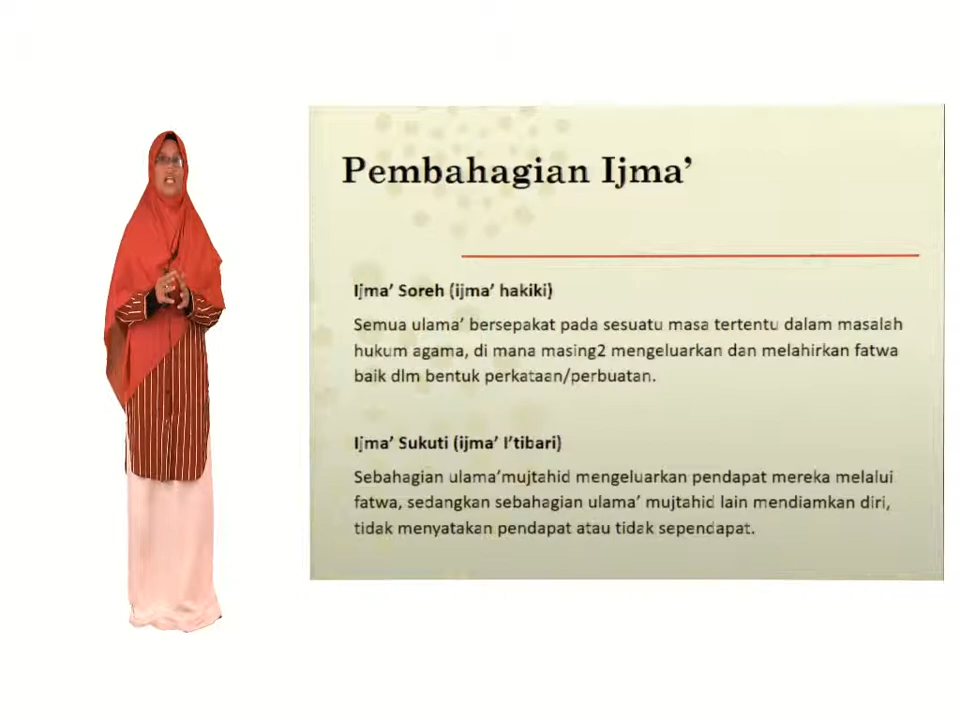 Pembahagian Ijma’
Ijma’ Soreh (ijma’ hakiki)
Semua ulama’ bersepakat pada sesuatu masa tertentu dalam masalah
hukum agama, di mana masing2 mengeluarkan dan melahirkan fatwa
baik dlm bentuk perkataan/perbuatan.
Ijma’ Sukuti (ijma’ I’tibari)
Sebahagian ulama’mujtahid mengeluarkan pendapat mereka melalui
fatwa, sedangkan sebahagian ulama’ mujtahid lain mendiamkan diri,
tidak menyatakan pendapat atau tidak sependapat.